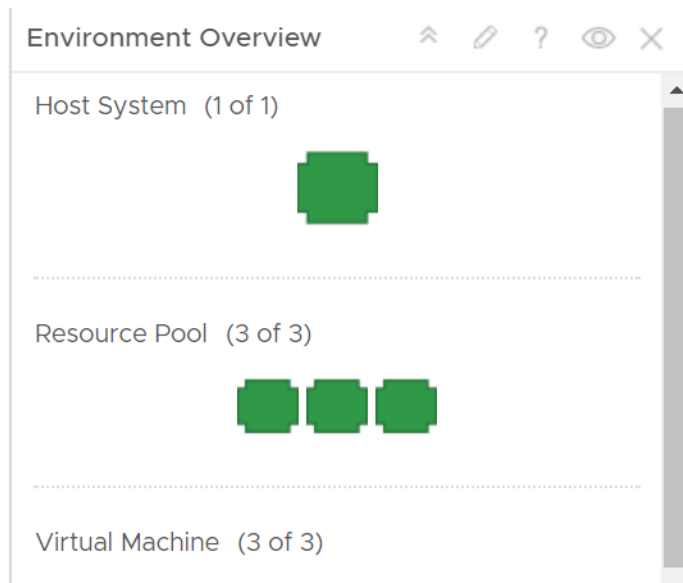 Environment Overview ?
Host System (1 of 1)
Resource Pool (3 of 3)
Virtual Machine (3 of 3)